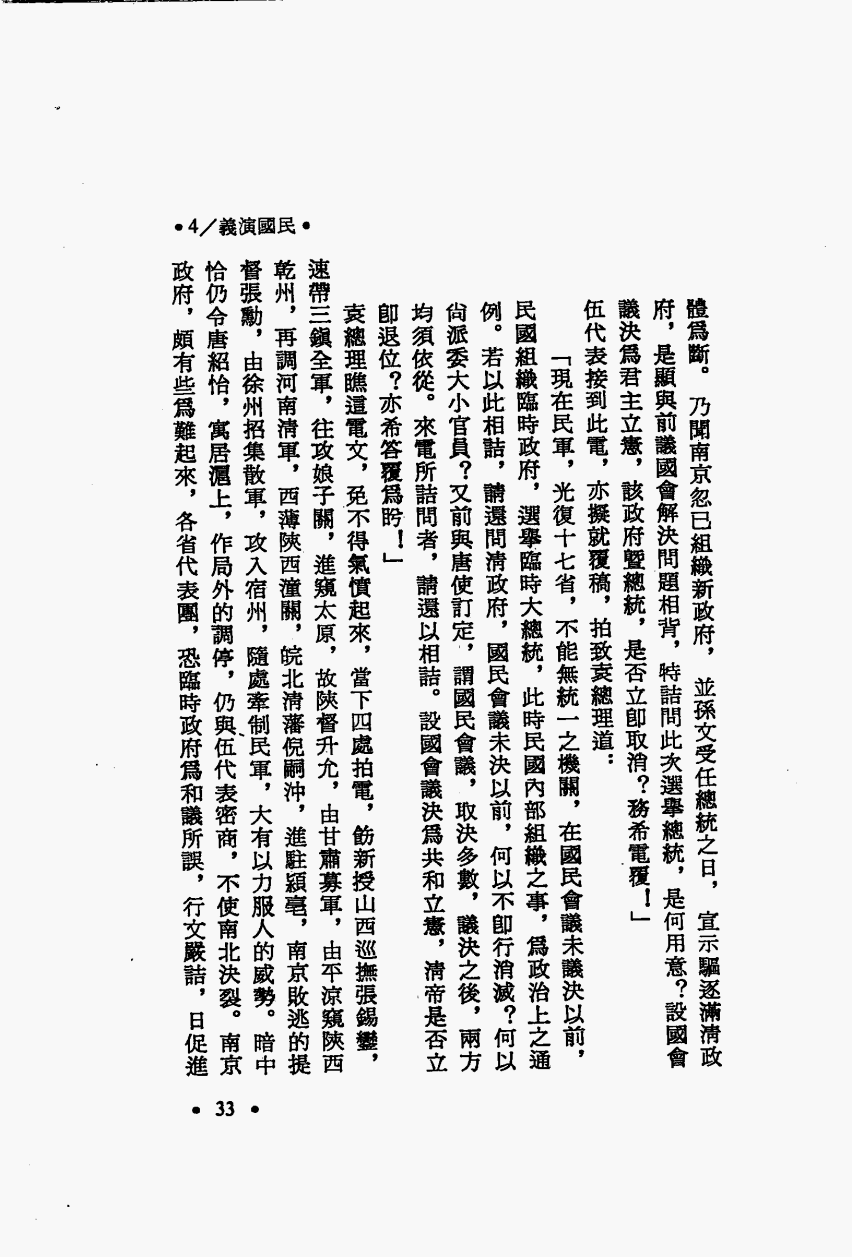 •4／義演國民•
體爲斷。乃聞南京忽已組織新政府，並孫文受任總統之日，宣示驅逐滿清政
府，是顯與前議國會解決問題相背，特詰問此次選舉總統，是何用意？設國會
議決爲君主立憲，該政府暨總統，是否立卽取消？務希電覆！」
伍代表接到此電，亦擬就覆稿，拍致袁總理道：
「現在民軍，光復十七省，不能無統一之機關，在國民會議未議決以前，
民國組織臨時政府，選舉臨時大總統，此時民國內部組織之事，爲政治上之通
例。若以此相詰，請還問清政府，國民會議未決以前，何以不卽行消滅？何以
尙派委大小官員？又前與唐使訂定，謂國民會議，取決多數，議決之後，兩方
均須依從。來電所詰問者，請還以相詰。設國會議決爲共和立憲，清帝是否立
卽退位？亦希答覆爲盻！」
袁總理瞧這電文，免不得氣憤起來，當下四處拍電，飭新授山西巡撫張錫鑾，
速帶三鎭全軍，往攻娘子關，進窺太原，故陝督升允，由甘肅募軍，由平涼窺陝西
乾州，再調河南清軍，西薄陝西潼關，皖北清藩倪嗣沖，進駐潁亳，南京敗逃的提
督張勳，由徐州招集散軍，攻入宿州，隨處牽制民軍，大有以力服人的威勢。暗中
恰仍令唐紹怡，寓居滬上，作局外的調停，仍與伍代表密商，不使南北決裂。南京
政府，頗有些爲難起來，各省代表團，恐臨時政府爲和議所誤，行文嚴詰，日促進
• 33 •